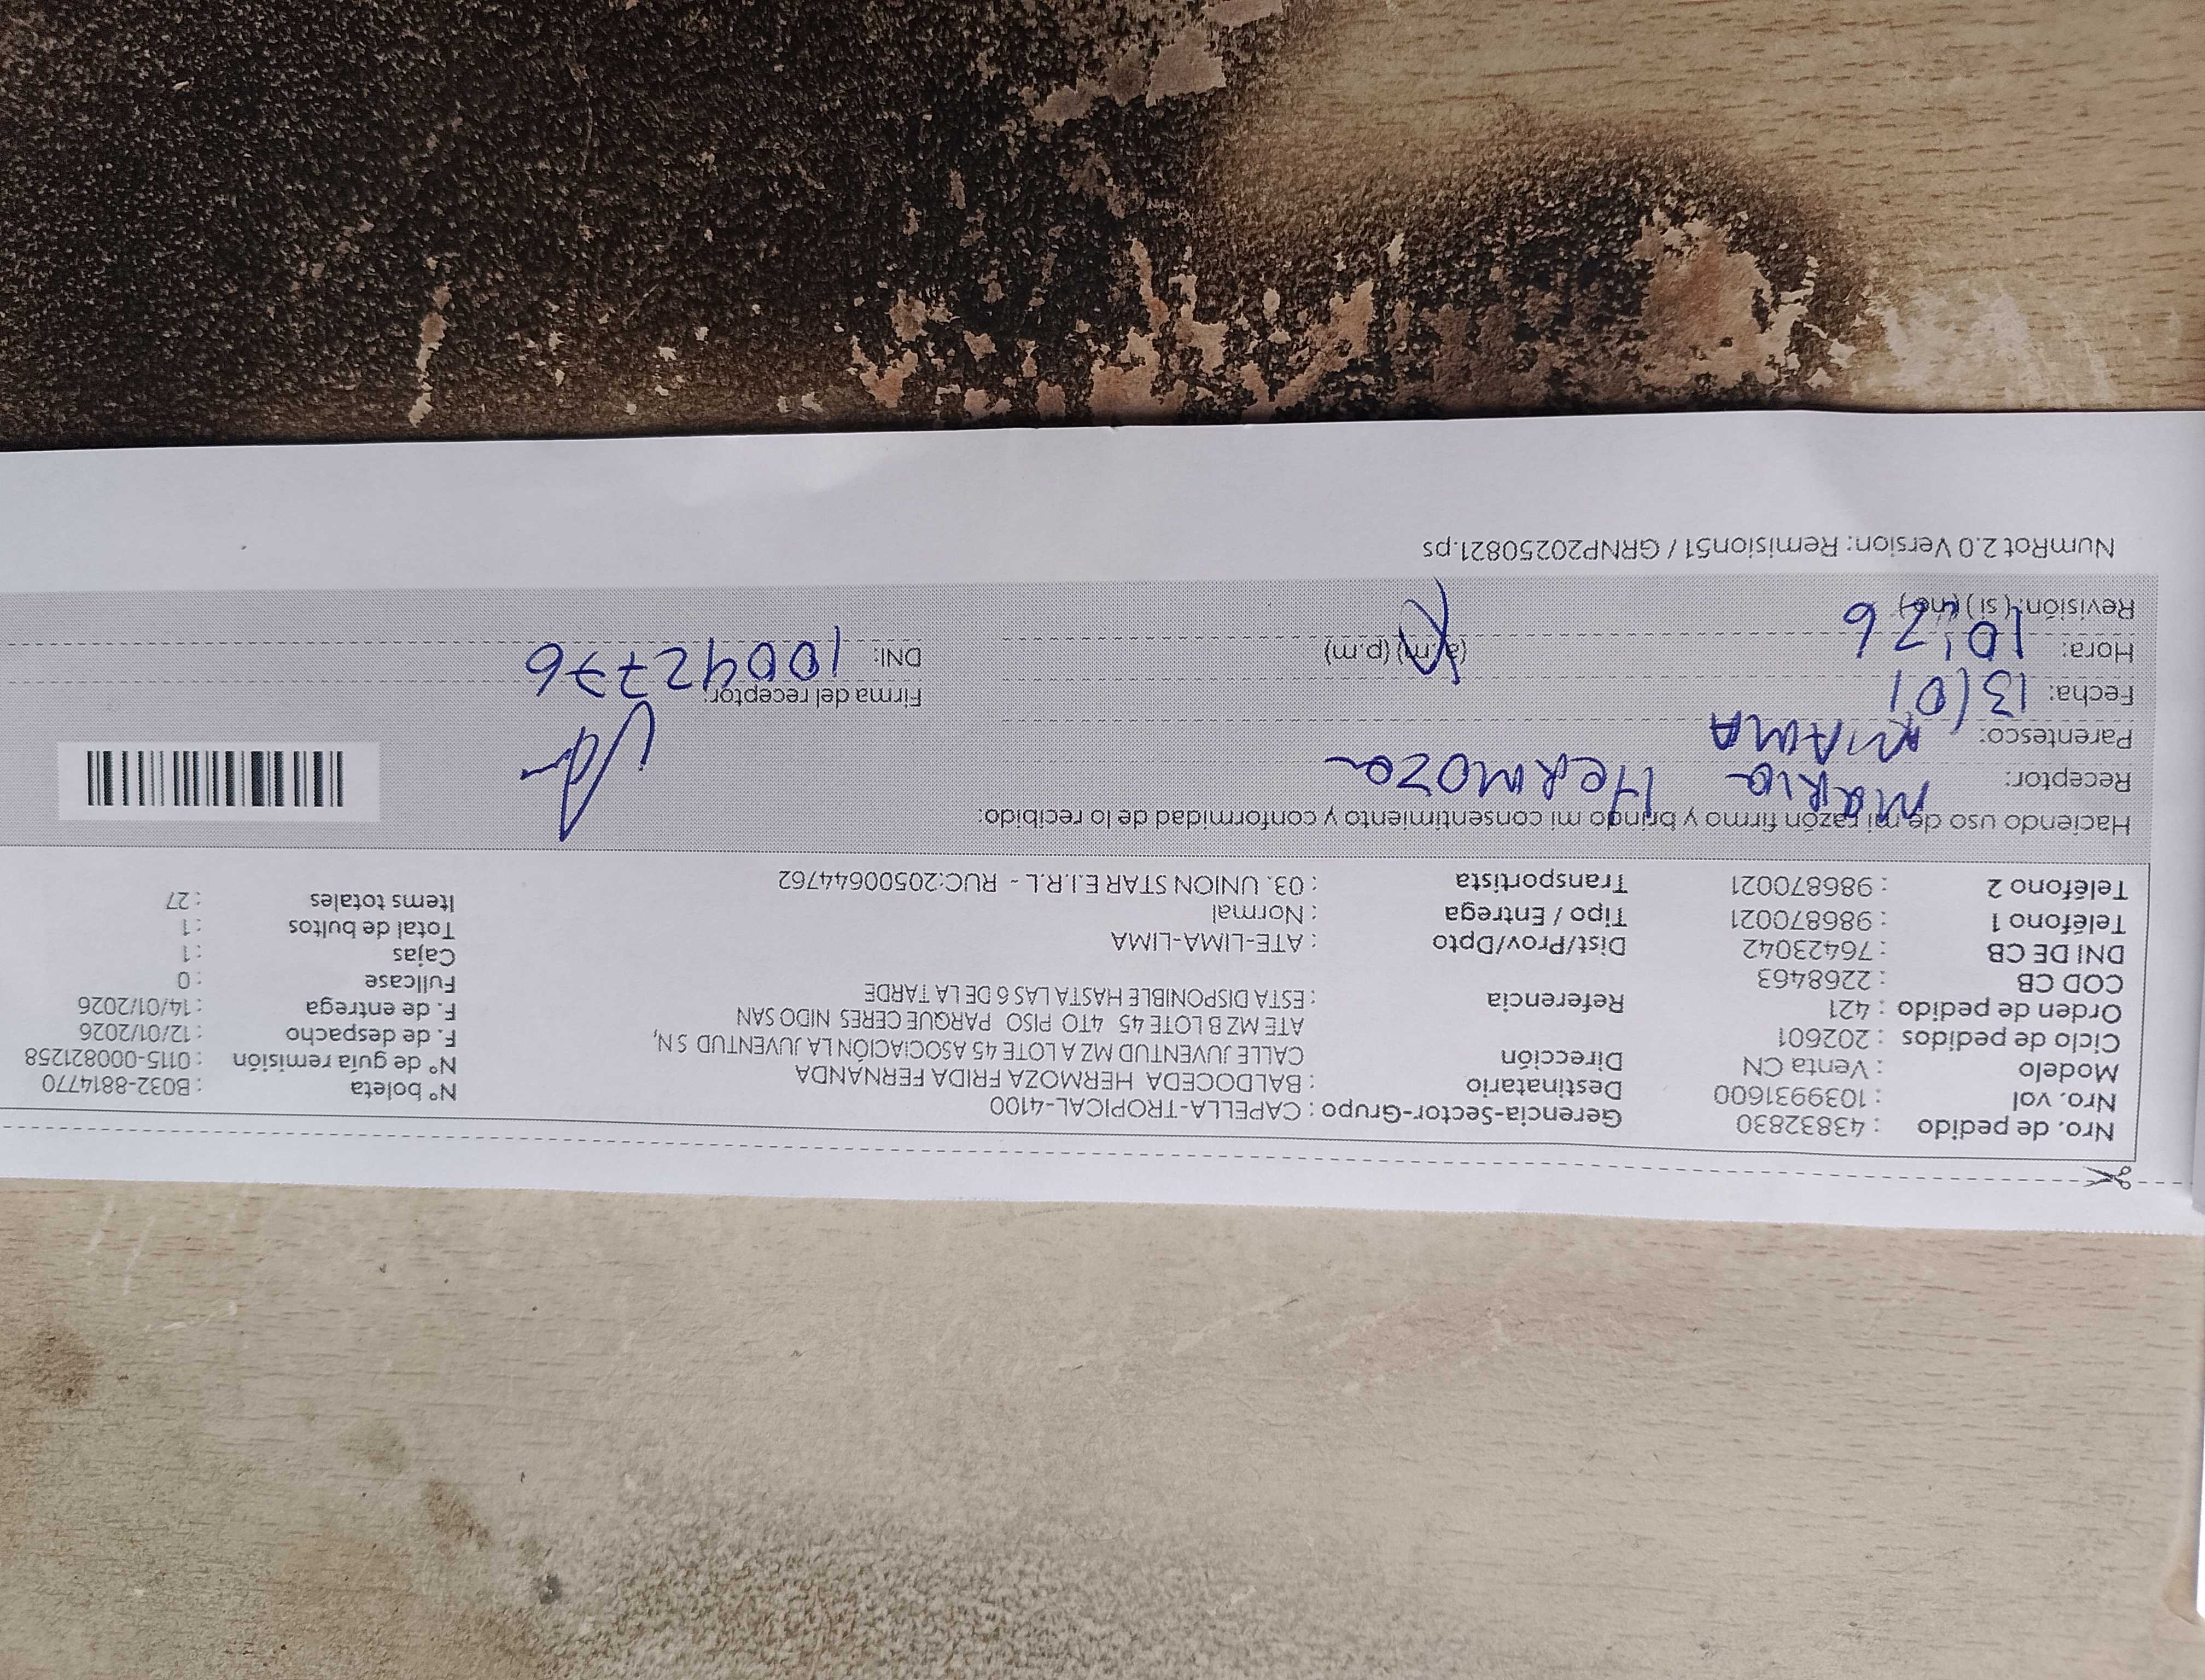 Nro. de pedido : 43832830 Gerencia-Sector-Grupo : CAPELLA-TROPICAL-4100 N° boleta : B032-8814770
Nro. vol : 1039931600 Destinatario : BALDOCEDA HERMOZA FRIDA FERNANDA N° de guía remisión : 0115-000821258
Modelo : Venta CN Dirección CALLE JUVENTUD MZ A LOTE 45 ASOCIACIÓN LA JUVENTUD S N, F. de despacho : 12/01/2026
Ciclo de pedidos : 202601 ATE MZ B LOTE 45 4TO PISO PARQUE CERES NIDO SAN F. de entrega : 14/01/2026
Orden de pedido : 421 Referencia : ESTA DISPONIBLE HASTA LAS 6 DE LA TARDE Fullcase : 0
COD CB : 2268463 Cajas : 1
DNI DE CB : 76423042 Dist/Prov/Dpto : ATE-LIMA-LIMA Total de bultos : 1
Teléfono 1 : 986870021 Tipo / Entrega : Normal Items totales : 27
Teléfono 2 : 986870021 Transportista : 03. UNION STAR E.I.R.L - RUC:20500644762
Haciendo uso de mi razón firmo y brindo mi consentimiento y conformidad de lo recibido:
Receptor: MaRia HeRMOZa
Parentesco: MAMA
Fecha: 13/01 Firma del receptor:
Hora: 10:26 (a.m) (p.m) DNI: 10042776
Revisión: ( si ) ( no )
NumRot 2.0 Version: Remision51 / GRNP20250821.ps